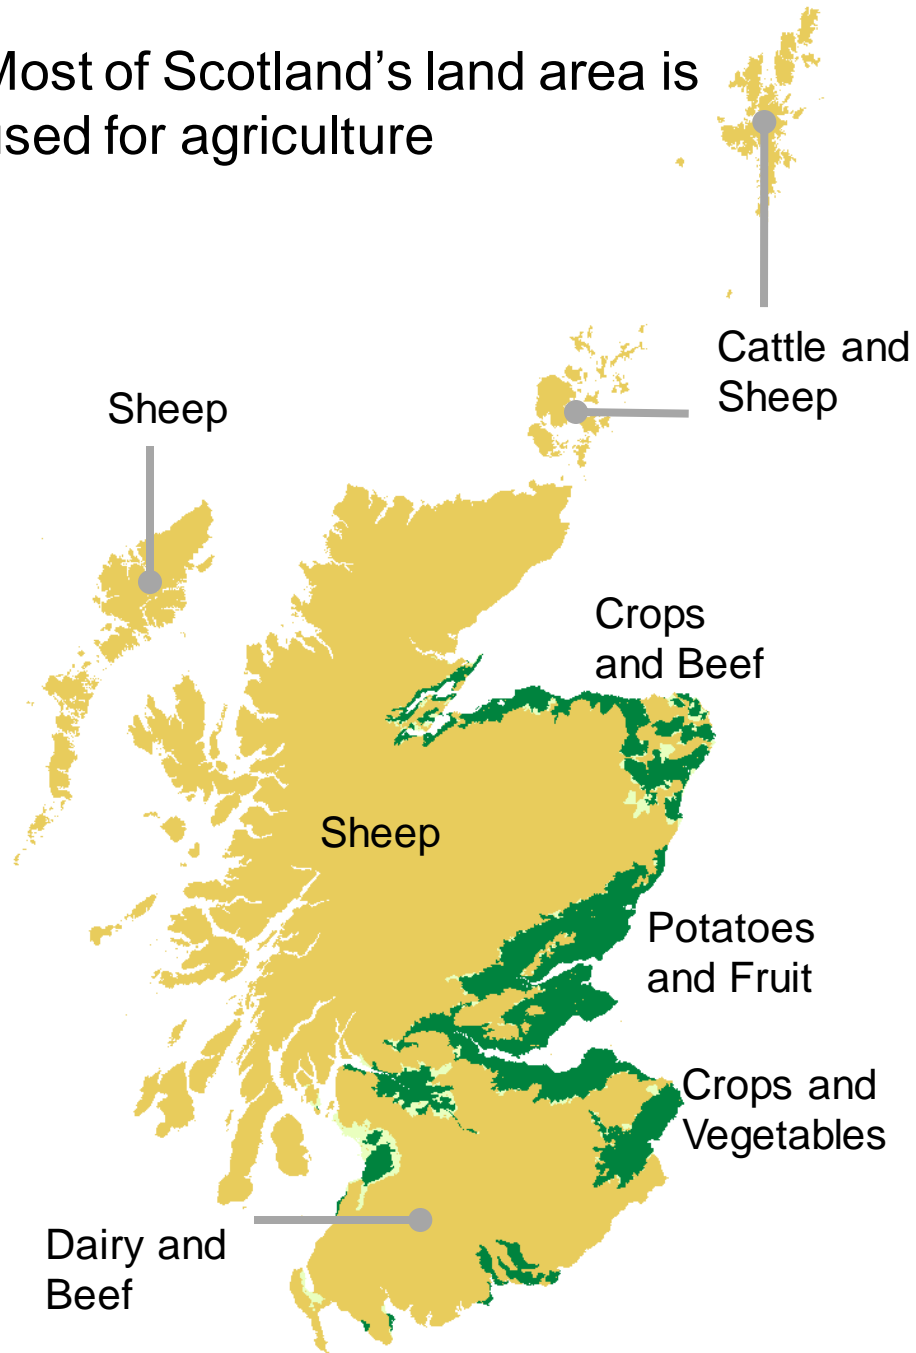 Most of Scotland's land area is
used for agriculture
Cattle and
Sheep
Sheep
Crops
and Beef
Sheep
Potatoes
and Fruit
Crops and
Vegetables
Dairy and
Beef